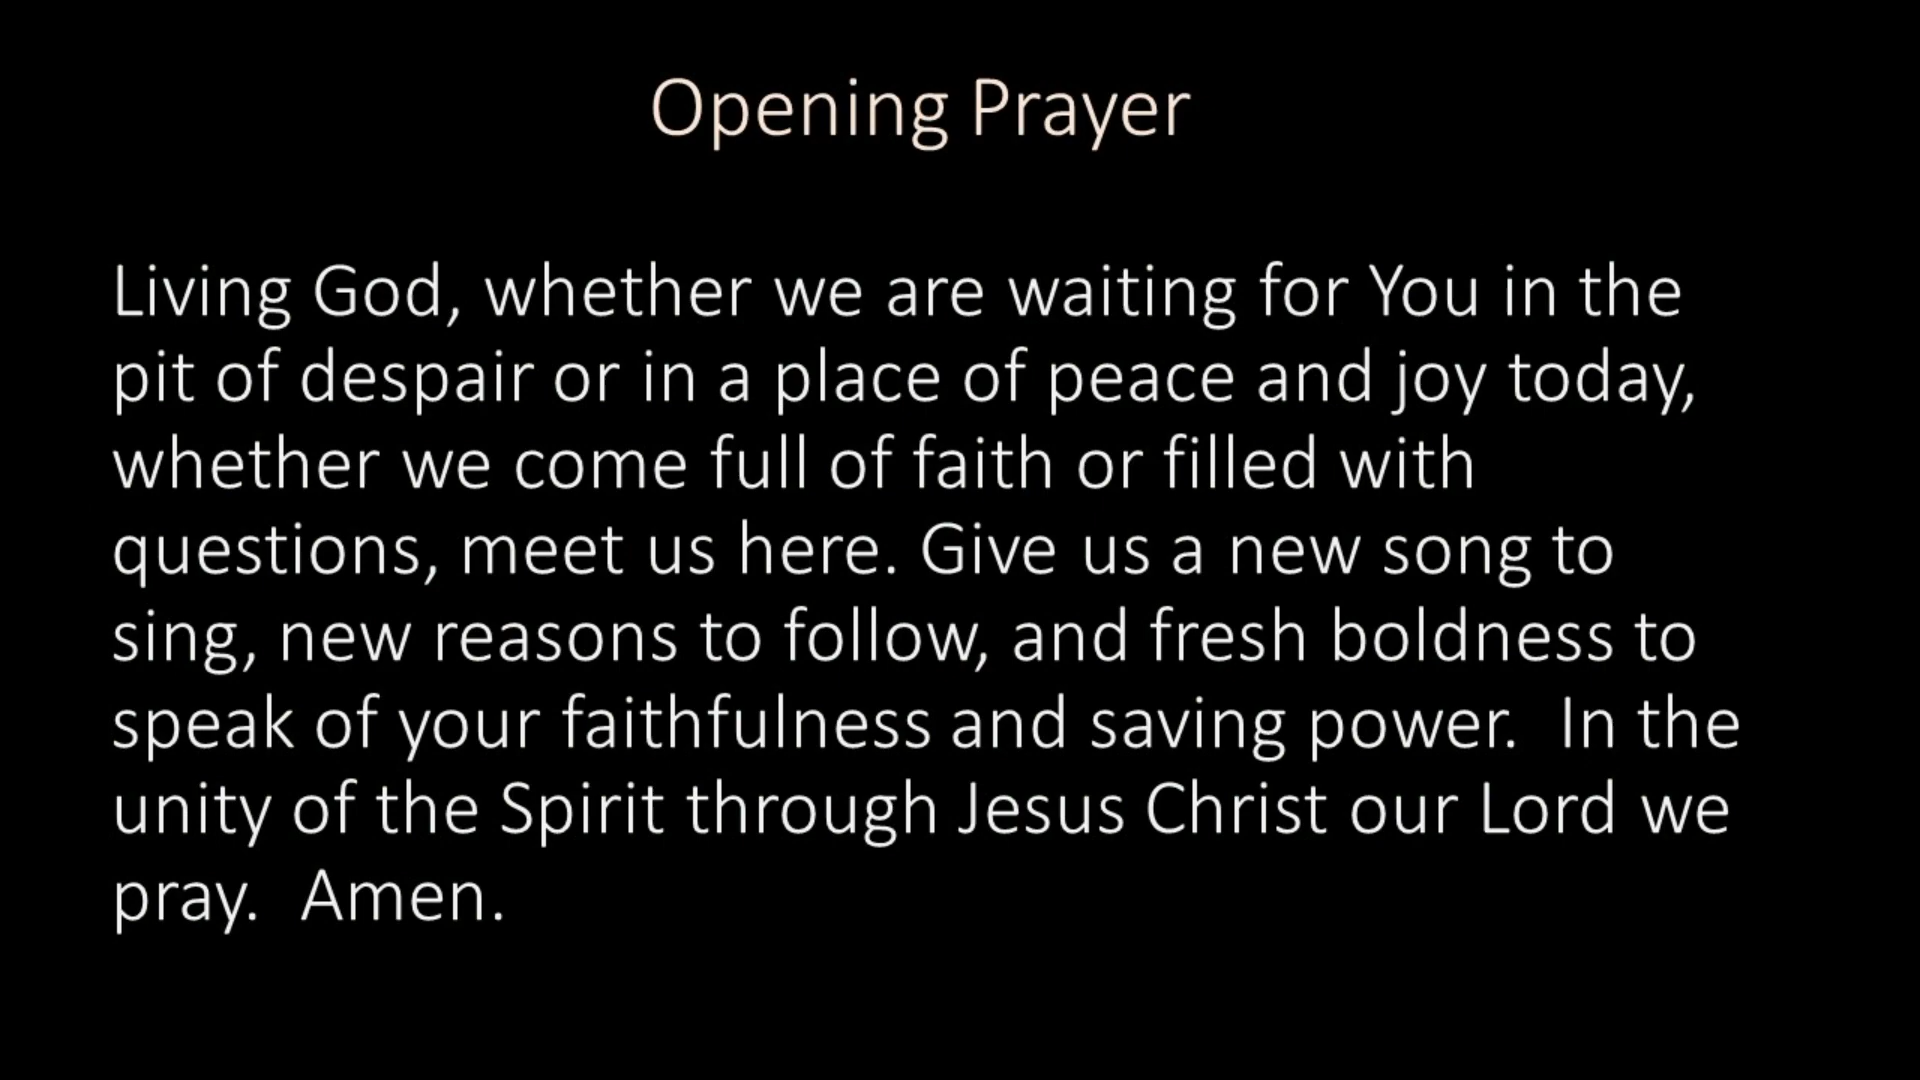 Opening Prayer
Living God, whether we are waiting for You in the
pit of despair or in a place of peace and joy today,
whether we come full of faith or filled with
questions, meet us here. Give us a new song to
sing, new reasons to follow, and fresh boldness to
speak of your faithfulness and saving power.  In the
unity of the Spirit through Jesus Christ our Lord we
pray.  Amen.